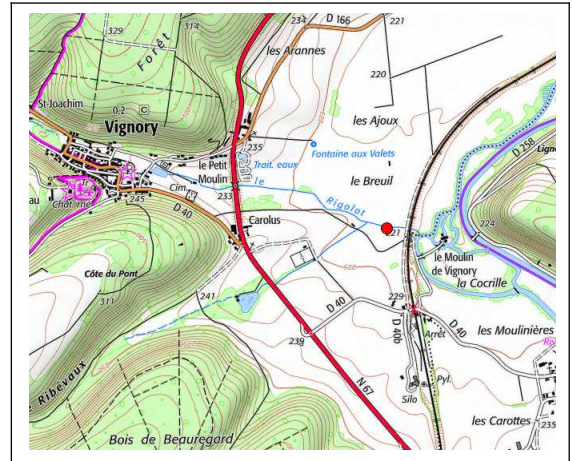 314
234
D 166
221
329
Forêt
les Arannes
220
St-Joachim
0,2
C
Vignory
les Ajoux
235
Fontaine aux Valets
D 258
le Petit
Moulin
Trait. eaux
le Breuil
le
Rigolot
Cim.
233
245
D 40
Carolus
221
224
le Moulin
de Vignory
Côte du Pont
235
la Cocrille
311
241
229
D 40
D 40
les Moulinières
Arrêt
239
D 40b
Ribevaux
N 67
Pyl.
Silo
les Carottes
235
Bois de Beauregard